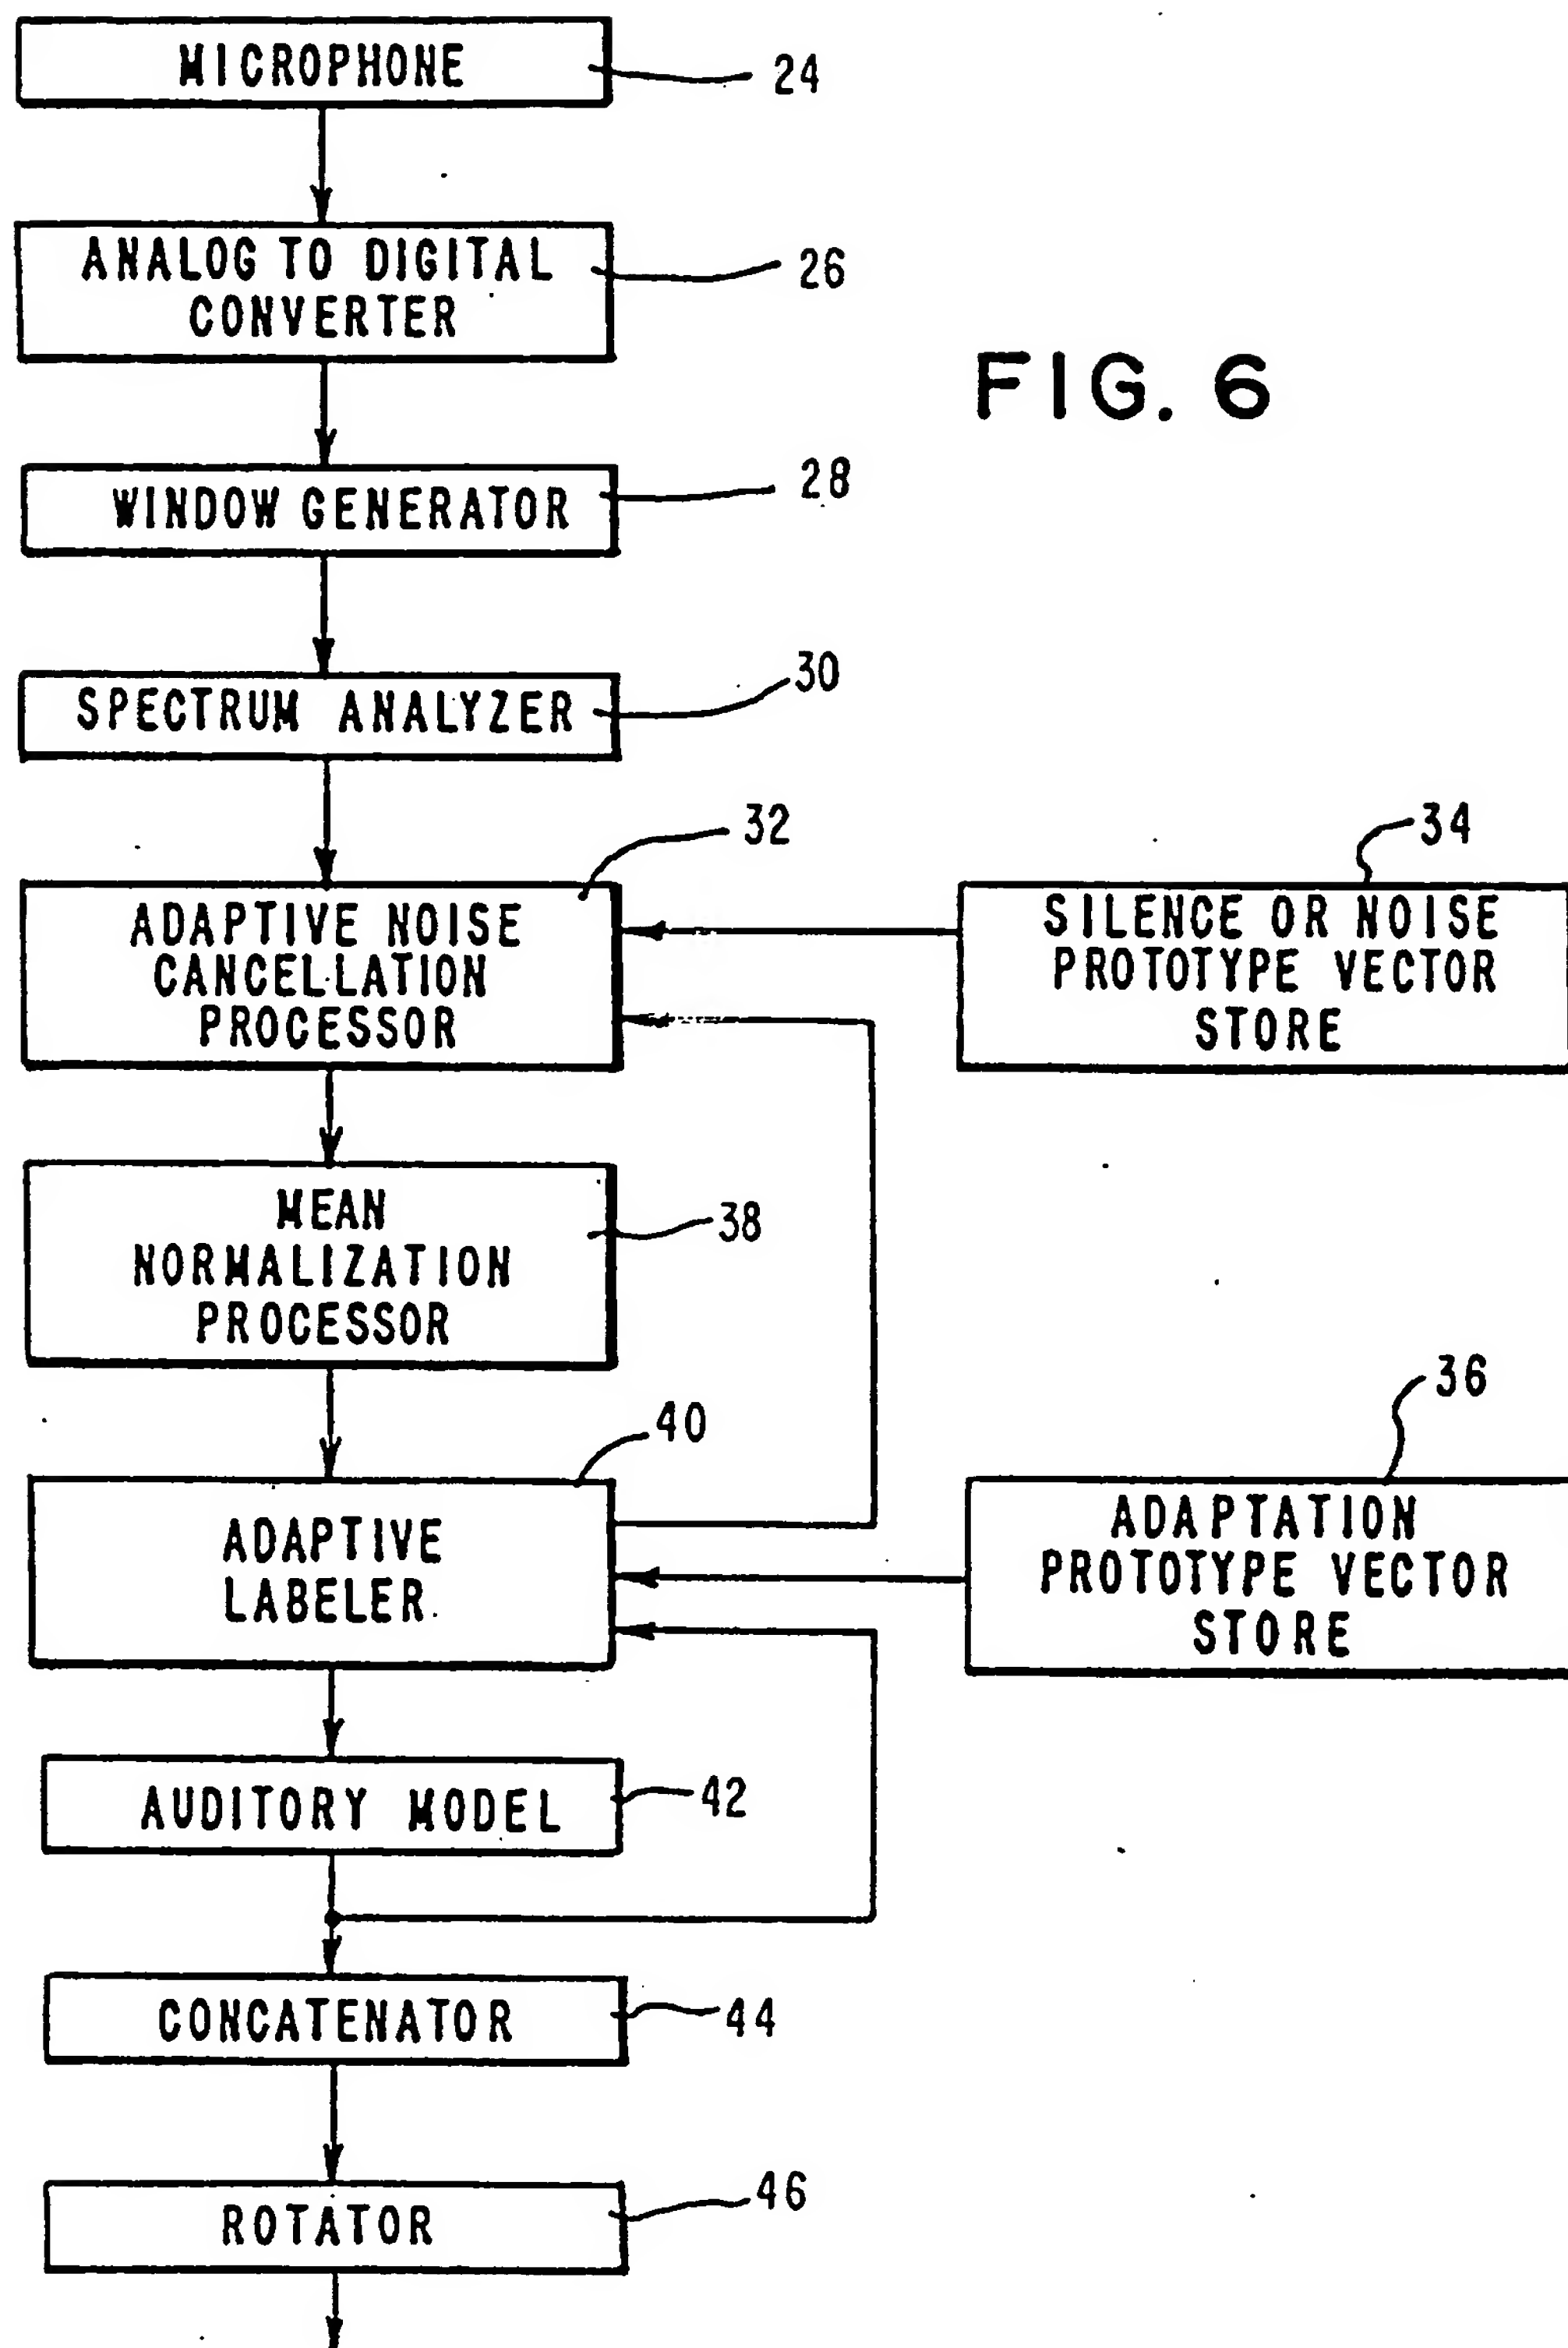 MICROPHONE
24
ANALOG TO DIGITAL
CONVERTER
26
FIG. 6
WINDOW GENERATOR
28
SPECTRUM ANALYZER
30
32
34
ADAPTIVE NOISE
CANCELLATION
PROCESSOR
SILENCE OR NOISE
PROTOTYPE VECTOR
STORE
MEAN
NORMALIZATION
PROCESSOR
38
36
40
ADAPTIVE
LABELER
ADAPTATION
PROTOTYPE VECTOR
STORE
AUDITORY MODEL
42
CONCATENATOR
44
ROTATOR
46